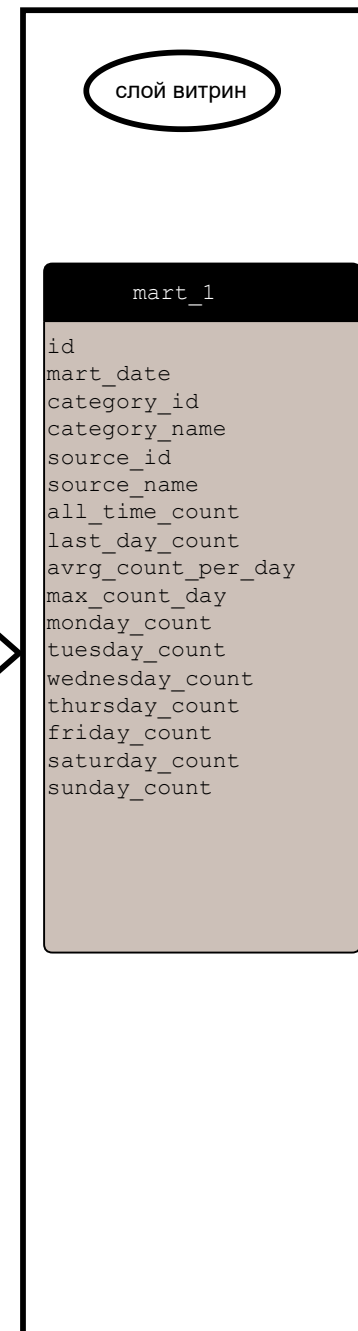 слой витрин
mart_1
id
mart_date
category_id
category_name
source_id
source_name
all_time_count
last_day_count
avrg_count_per_day
max_count_day
monday_count
tuesday_count
wednesday_count
thursday_count
friday_count
saturday_count
sunday_count